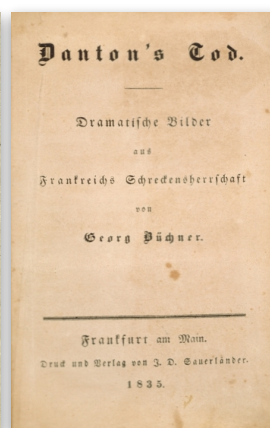 Danton's Tod.
Dramatische Bilder
aus
Frankreichs Schreckensherrschaft
von
Georg Büchner.
Frankfurt am Main.
Druck und Verlag von J. D. Sauerländer.
1835.